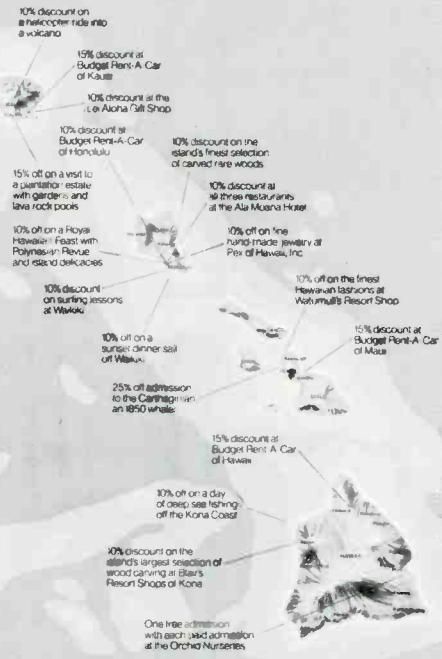 10% discount on
a helicopter ride into
a volcano
15% discount at
Budget Rent-A-Car
of Kauai
10% discount at the
Lei Aloha Gift Shop
10% discount at
Budget Rent-A-Car
of Honolulu
10% discount on the
island's finest selection
of carved rare woods
15% off on a visit to
a plantation estate
with gardens and
lava rock pools
10% discount at
all three restaurants
at the Ala Moana Hotel
10% off on a Royal
Hawaiian Feast with
Polynesian Revue
and island delicacies
10% off on fine
hand-made jewelry at
of Hawaii, Inc
10% discount
on surfing lessons
at Waikiki
10% off on the finest
Hawaiian fashions at
Watumull's Resort Shop
10% off on a
sunset dinner sail
off Waikiki
15% discount at
Budget Rent-A-Car
of Maui
25% off admission
to the Carthaginian
an 1850 whaler
15% discount at
Budget Rent A Car
of Hawaii
10% off on a day
of deep sea fishing
off the Kona Coast
10% discount on the
island's largest selection of
wood carving at Blair's
Resort Shops of Kona
One free admission
with each paid admission
at the Orchid Nurseries